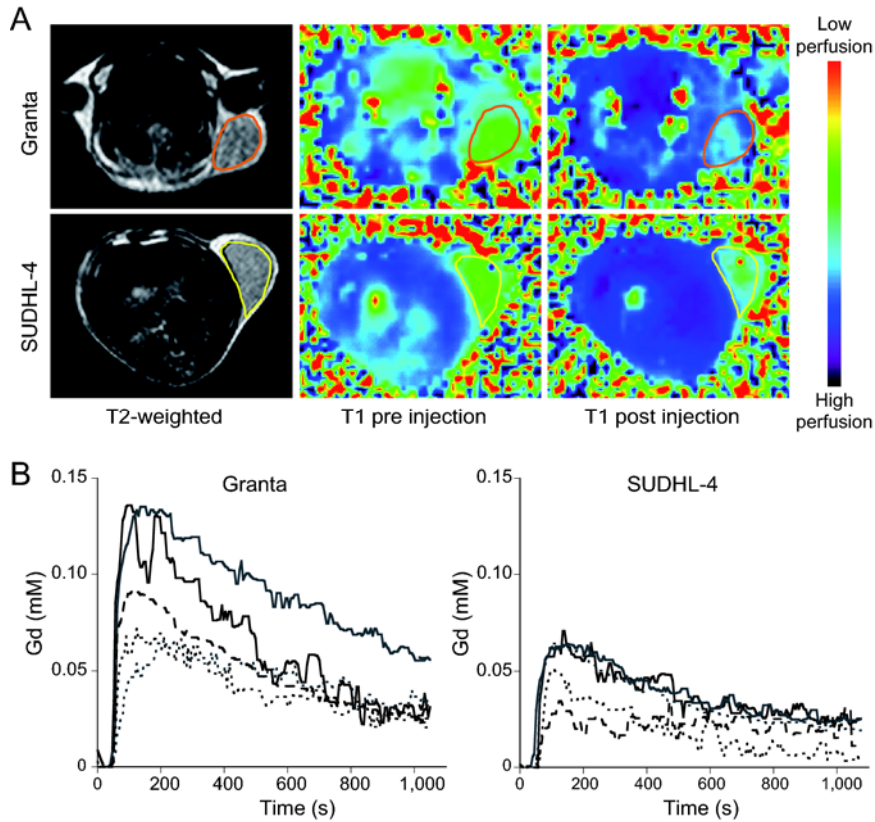 A
Granta
SUDHL-4
T2-weighted
T1 pre injection
T1 post injection
Low
perfusion
High
perfusion
B
Granta
Gd (mM)
0.15
0.10
0.05
0
0
200
400
600
800
1,000
Time (s)
SUDHL-4
Gd (mM)
0.15
0.10
0.05
0
0
200
400
600
800
1,000
Time (s)